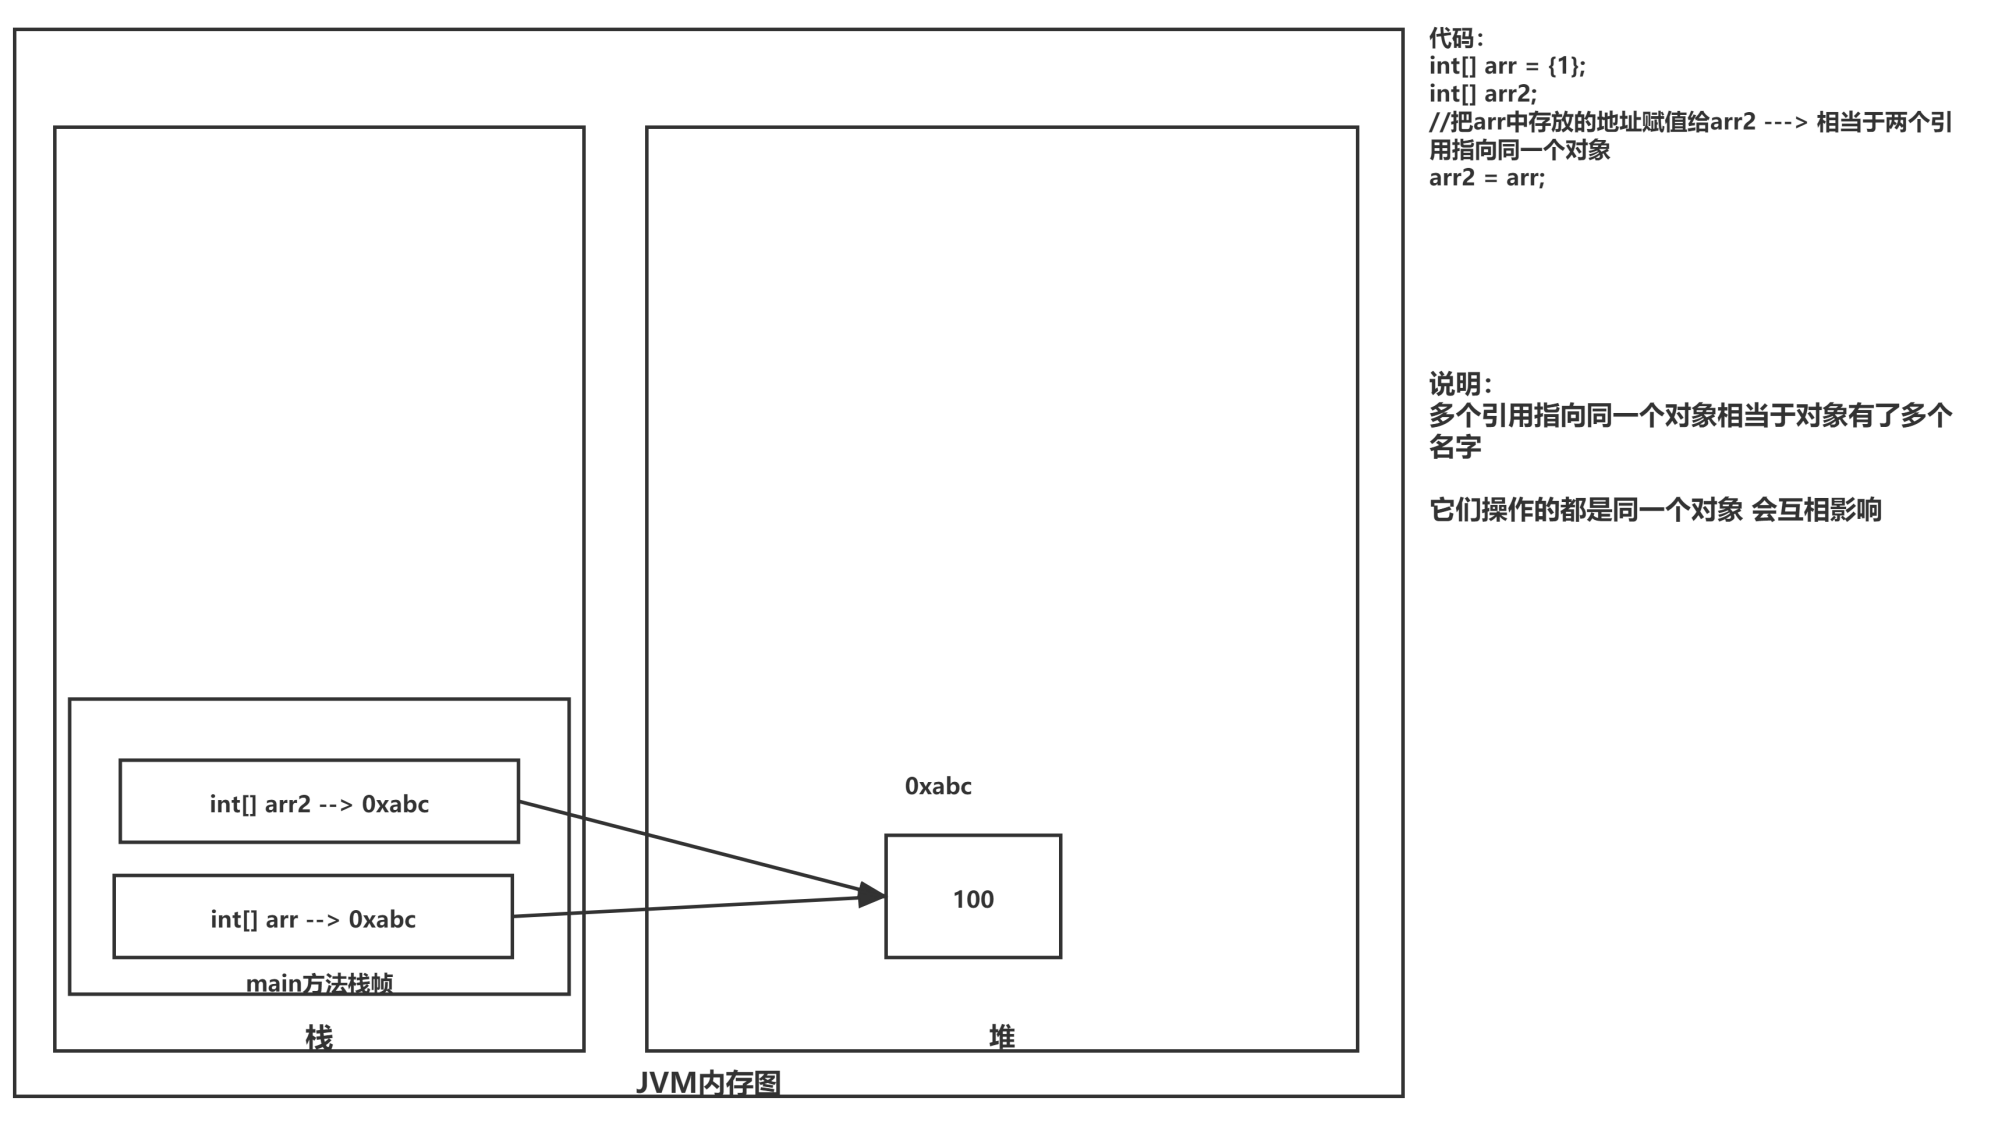 代码：
int[] arr = {1};
int[] arr2;
//把arr中存放的地址赋值给arr2 ---> 相当于两个引
用指向同一个对象
arr2 = arr;
说明：
多个引用指向同一个对象相当于对象有了多个
名字
它们操作的都是同一个对象 会互相影响
int[] arr2 --> 0xabc
int[] arr --> 0xabc
main方法栈帧
栈
0xabc
100
堆
JVM内存图